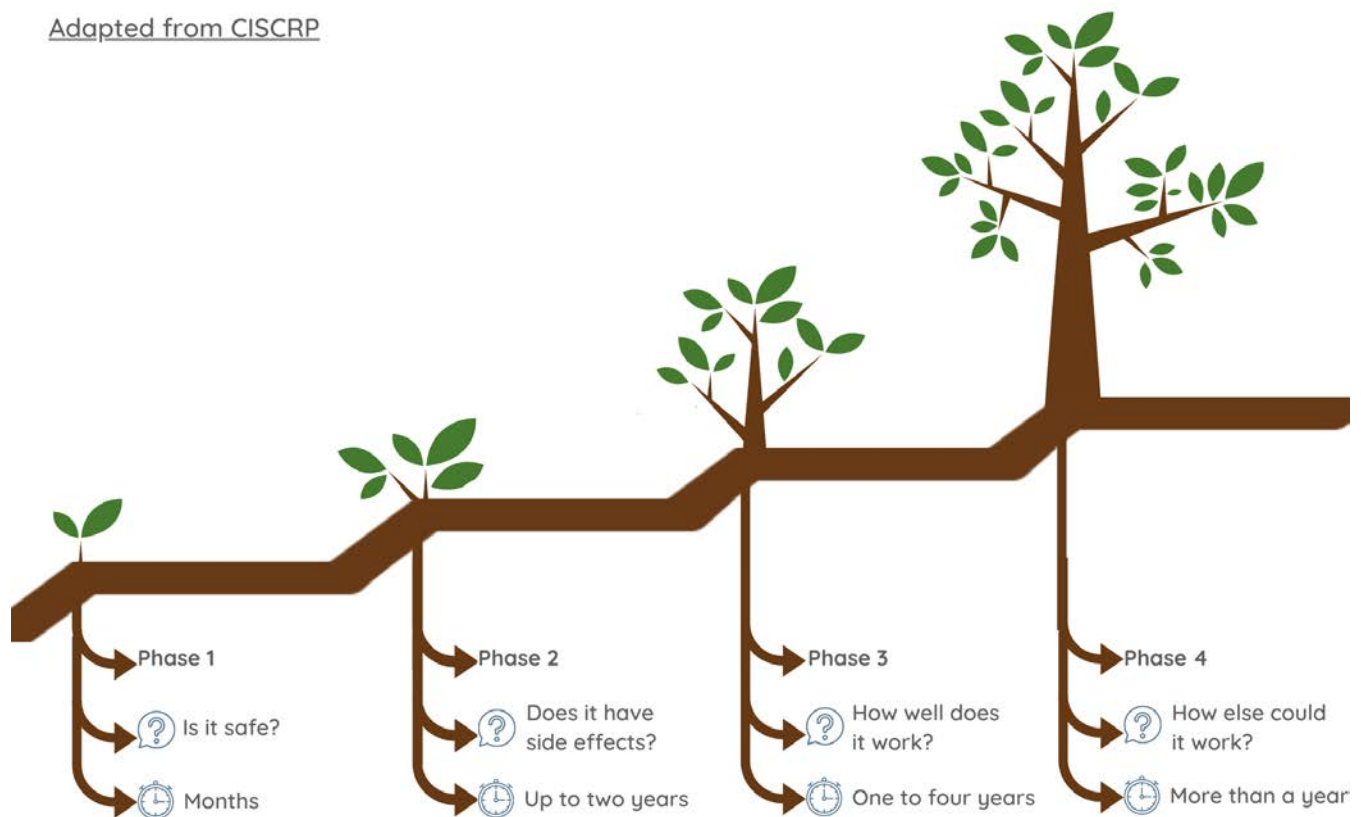 Adapted from CISCRP
Phase 1
Is it safe?
Months
Phase 2
Does it have
side effects?
Up to two years
Phase 3
How well does
it work?
One to four years
Phase 4
How else could
it work?
More than a year